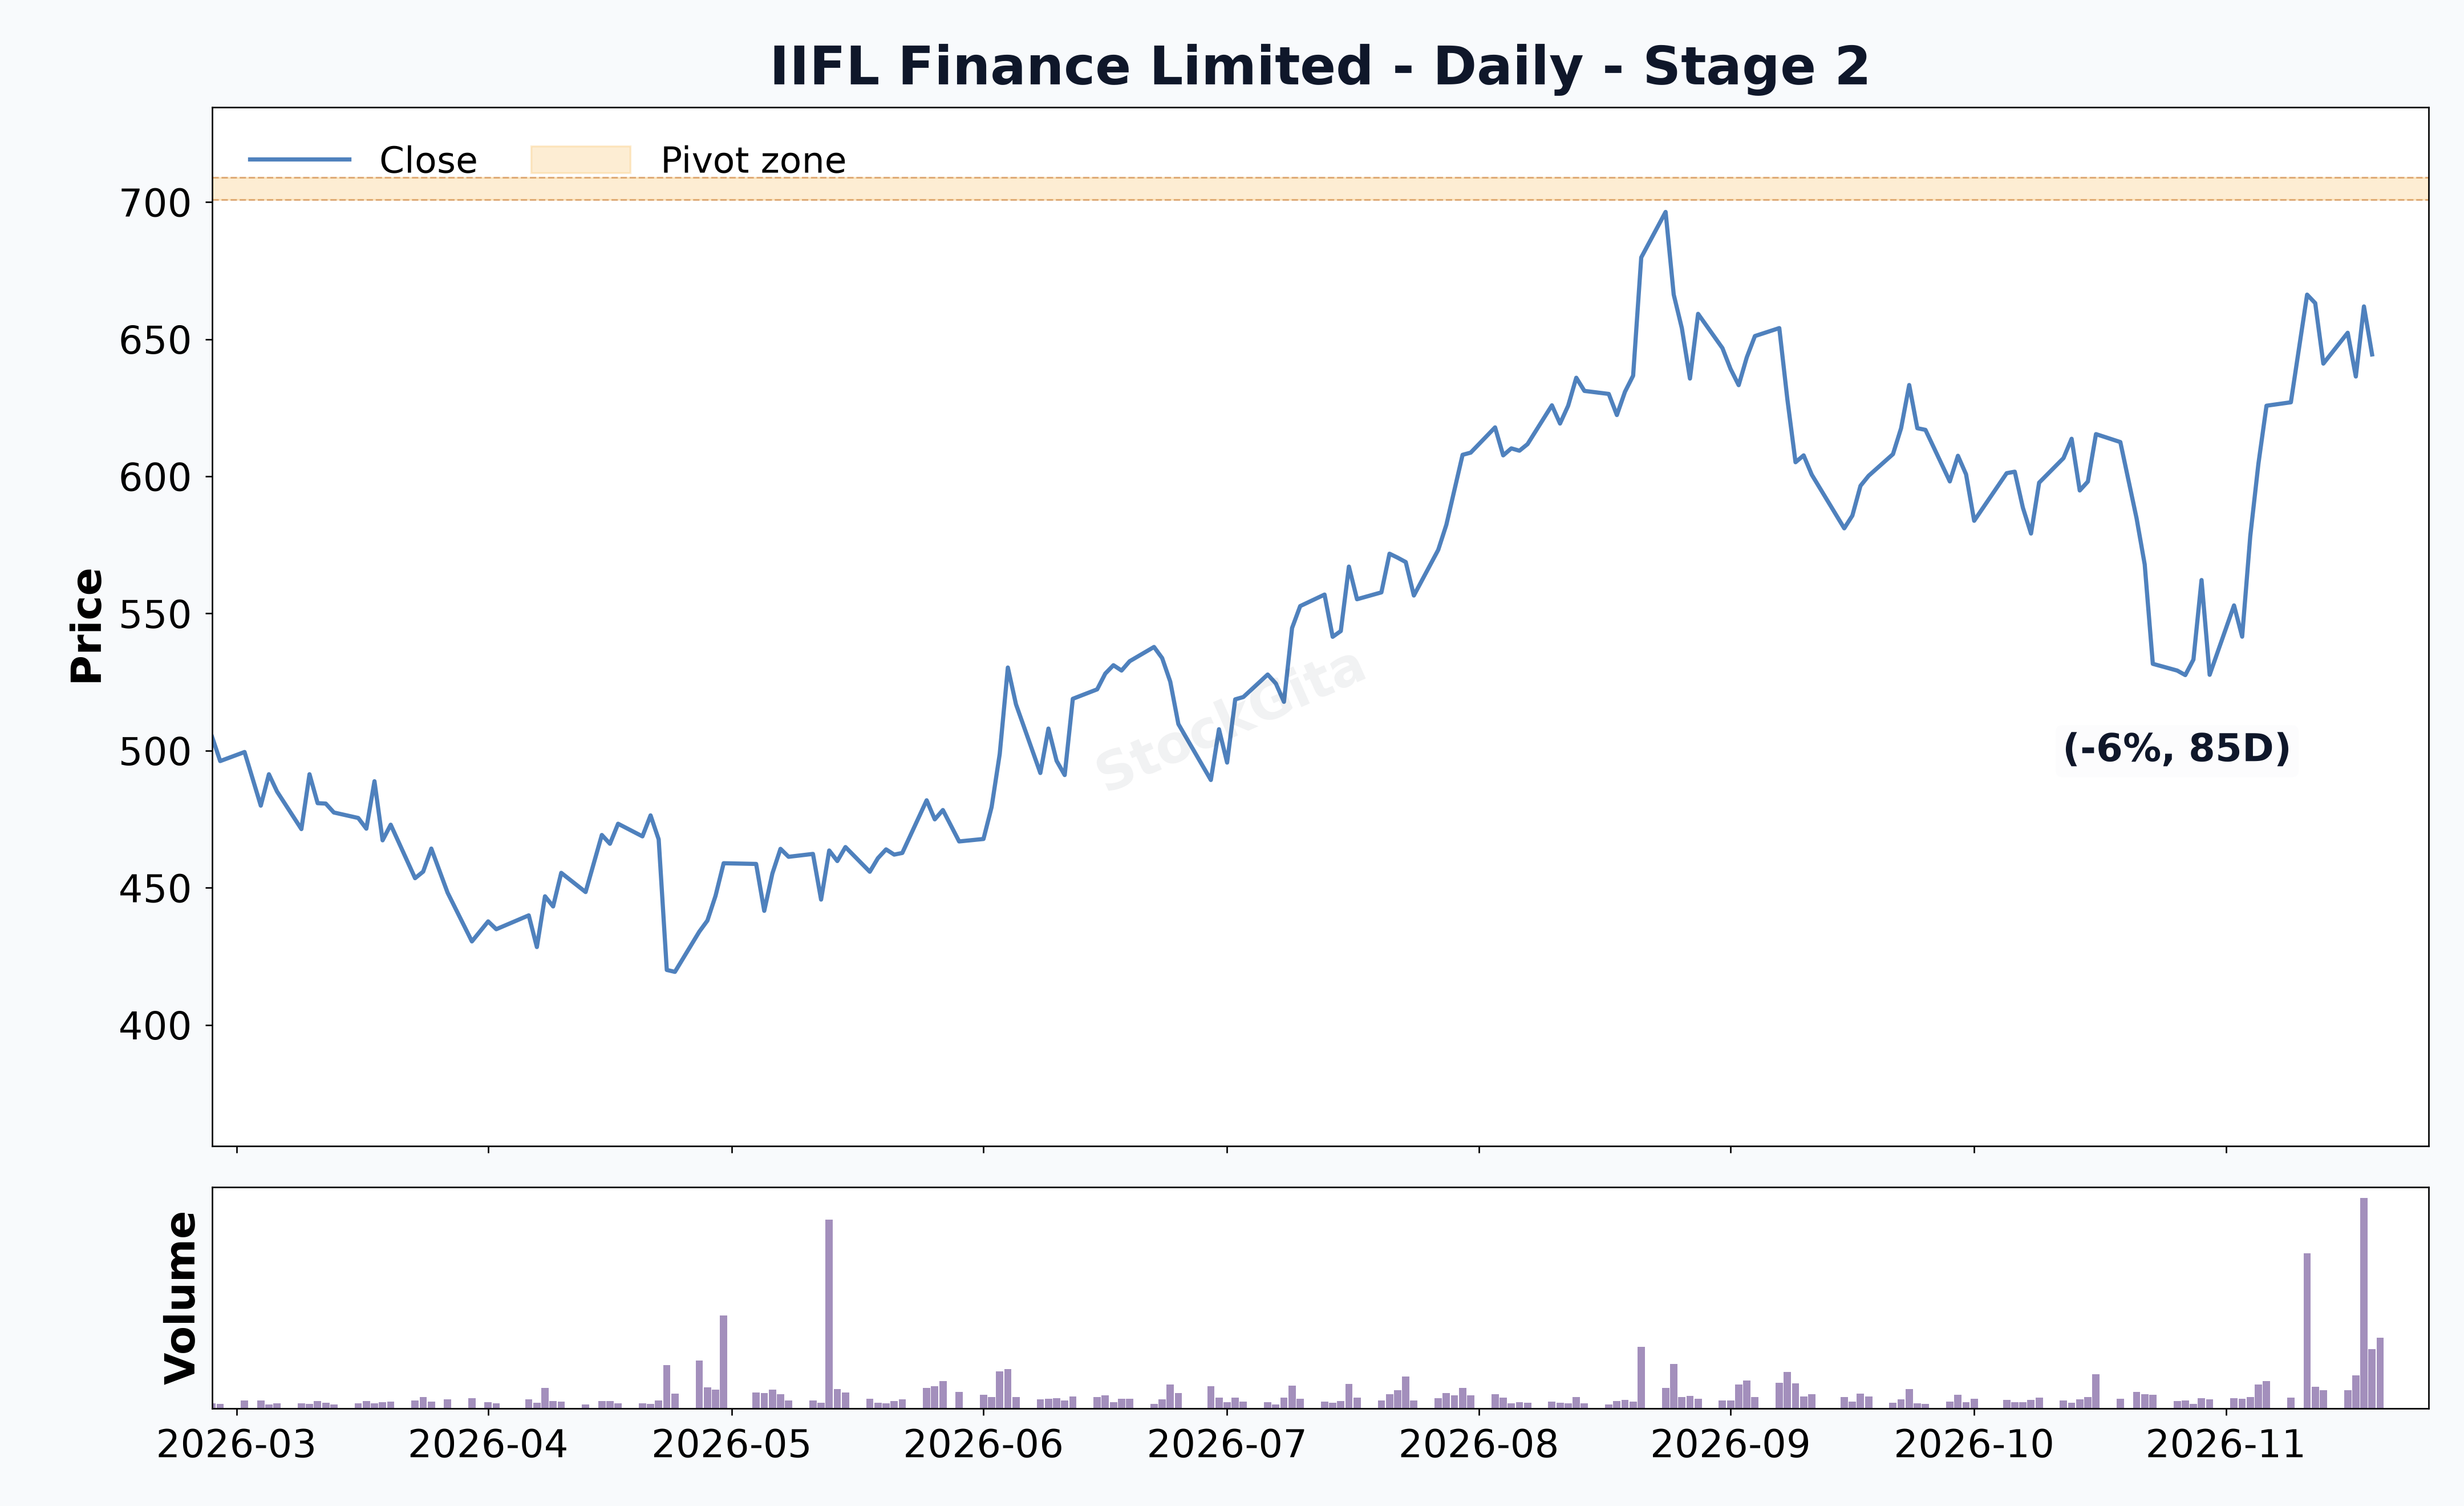 IIFL Finance Limited - Daily - Stage 2
Close
Pivot zone
700
650
600
550
500
450
400
Price
StockGita
(-6%, 85D)
Volume
2026-03
2026-04
2026-05
2026-06
2026-07
2026-08
2026-09
2026-10
2026-11